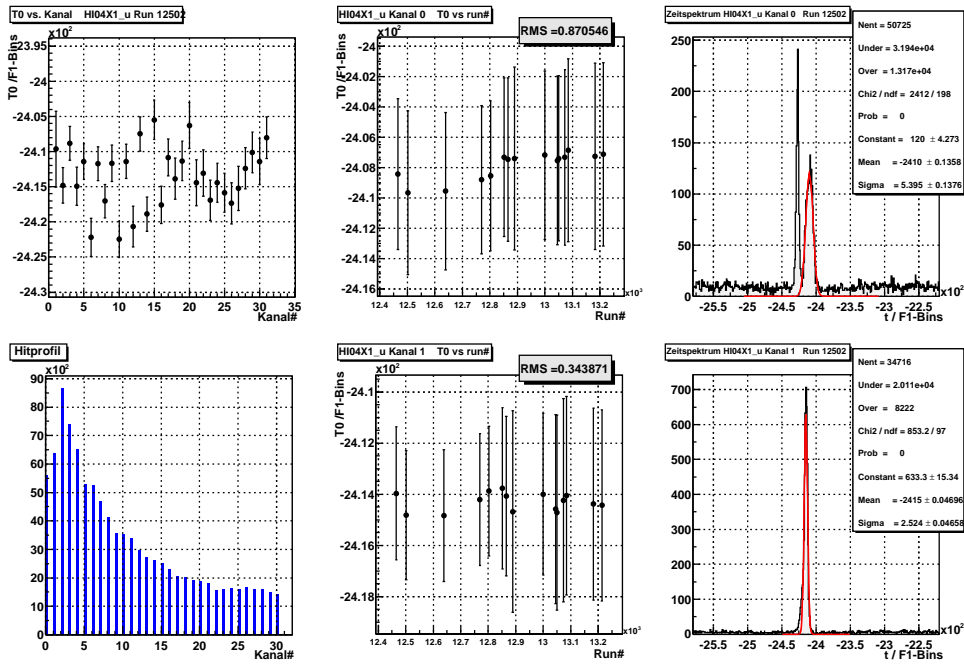 T0 vs. Kanal HI04X1_u Run 12502
×10²
T0 /F1-Bins
-23.95
-24
-24.05
-24.1
-24.15
-24.2
-24.25
-24.3
0 5 10 15 20 25 30 35
Kanal#
HI04X1_u Kanal 0 T0 vs run#
RMS =0.870546
×10²
T0 /F1-Bins
-24
-24.02
-24.04
-24.06
-24.08
-24.1
-24.12
-24.14
-24.16
12.4 12.5 12.6 12.7 12.8 12.9 13 13.1 13.2
×10³
Run#
Zeitspektrum HI04X1_u Kanal 0 Run 12502
Nent = 50725
Under = 3.194e+04
Over = 1.317e+04
Chi2 / ndf = 2412 / 198
Prob = 0
Constant = 120 ± 4.273
Mean = -2410 ± 0.1358
Sigma = 5.395 ± 0.1376
250
200
150
100
50
0
-25.5 -25 -24.5 -24 -23.5 -23 -22.5
×10²
t / F1-Bins
Hitprofil
×10²
90
80
70
60
50
40
30
20
10
0
0 5 10 15 20 25 30
Kanal#
HI04X1_u Kanal 1 T0 vs run#
RMS =0.343871
×10²
T0 /F1-Bins
-24.1
-24.12
-24.14
-24.16
-24.18
12.4 12.5 12.6 12.7 12.8 12.9 13 13.1 13.2
×10³
Run#
Zeitspektrum HI04X1_u Kanal 1 Run 12502
Nent = 34716
Under = 2.011e+04
Over = 8222
Chi2 / ndf = 853.2 / 97
Prob = 0
Constant = 633.3 ± 15.34
Mean = -2415 ± 0.04696
Sigma = 2.524 ± 0.04658
700
600
500
400
300
200
100
0
-25.5 -25 -24.5 -24 -23.5 -23 -22.5
×10²
t / F1-Bins